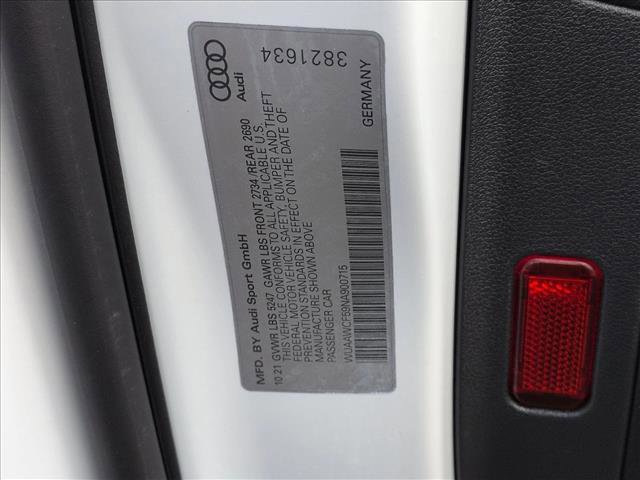 MFD. BY Audi Sport GmbH
10 21 GVWR LBS 5247 GAWR LBS FRONT 2734 /REAR 2690
THIS VEHICLE CONFORMS TO ALL APPLICABLE U.S.
FEDERAL MOTOR VEHICLE SAFETY, BUMPER AND THEFT
PREVENTION STANDARDS IN EFFECT ON THE DATE OF
MANUFACTURE SHOWN ABOVE
PASSENGER CAR
WUAAWCF59NA900715
Audi
3821634
GERMANY